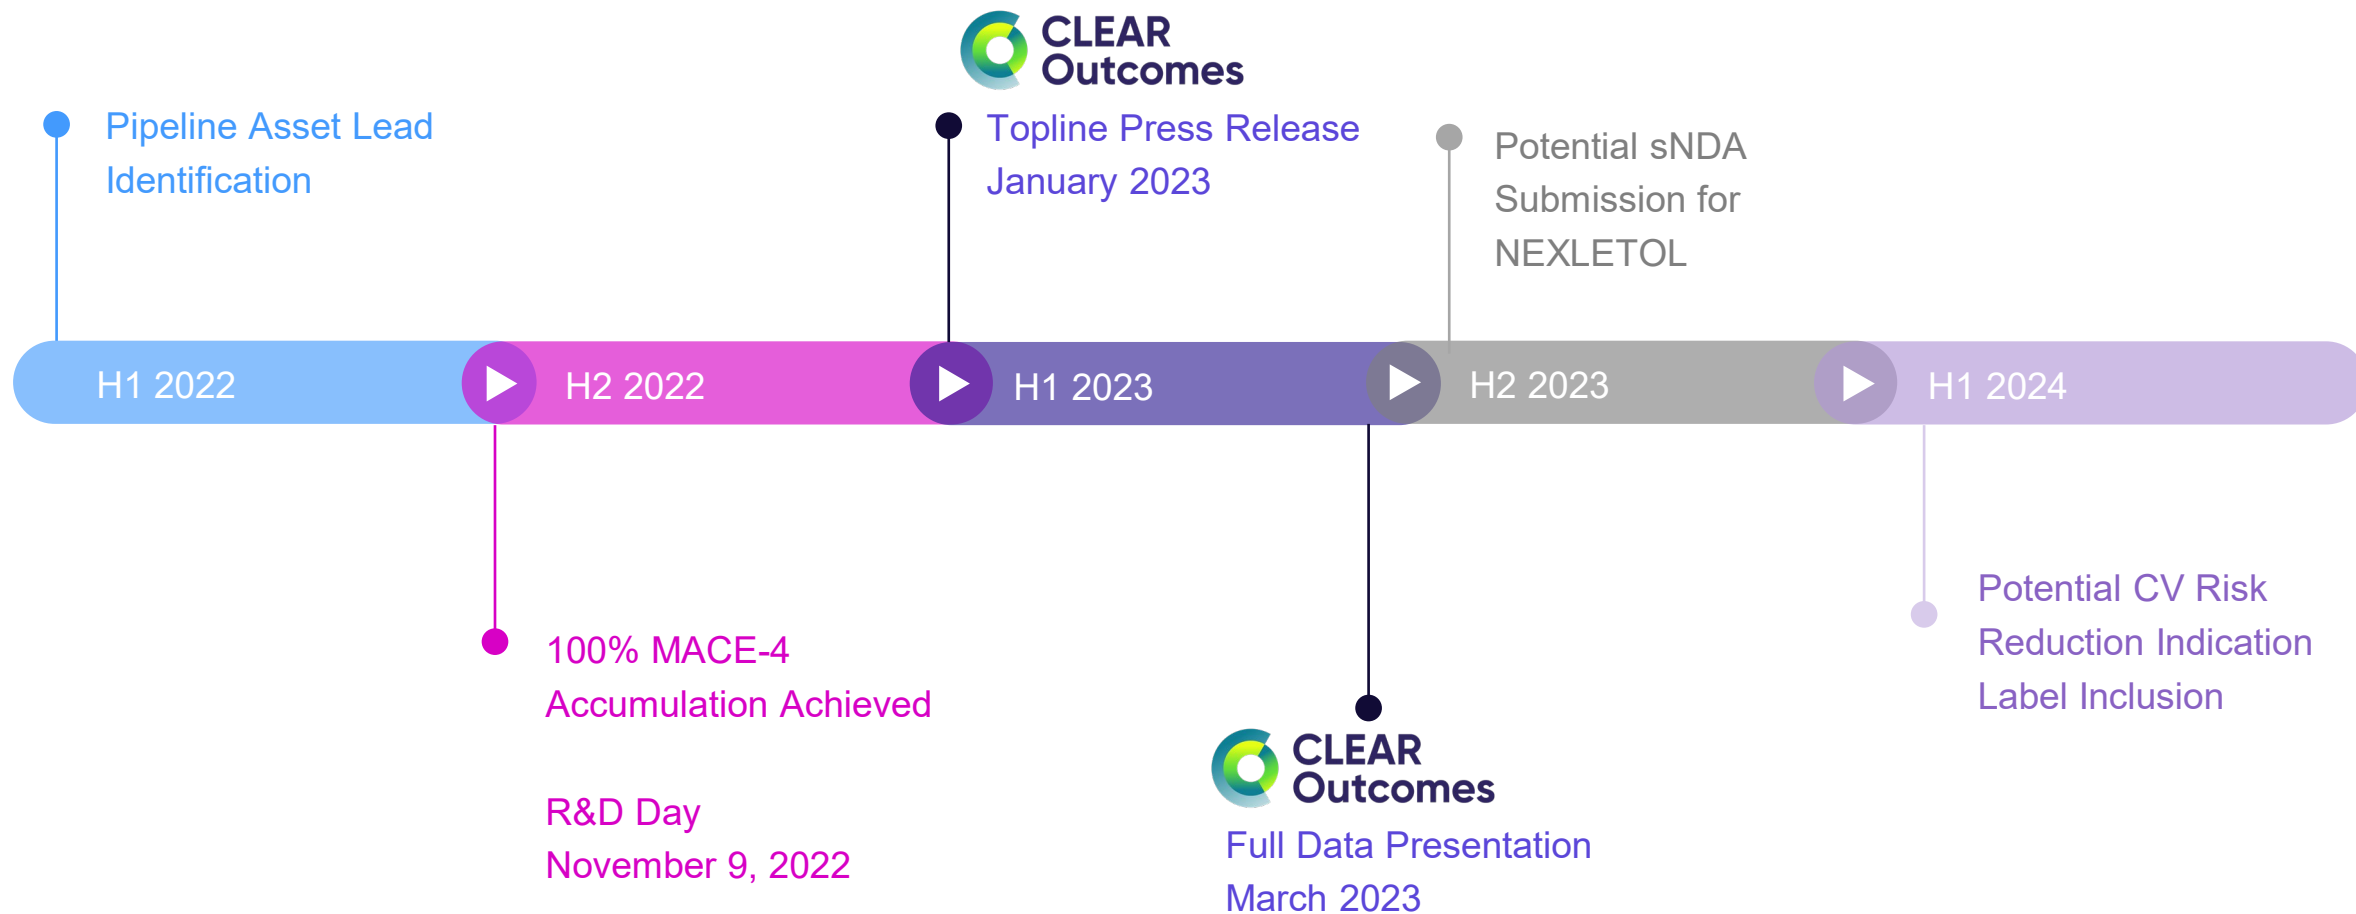 CLEAR
Outcomes
Pipeline Asset Lead
Identification
Topline Press Release
January 2023
Potential sNDA
Submission for
NEXLETOL
H1 2022
H2 2022
H1 2023
H2 2023
H1 2024
100% MACE-4
Accumulation Achieved
R&D Day
November 9, 2022
CLEAR
Outcomes
Full Data Presentation
March 2023
Potential CV Risk
Reduction Indication
Label Inclusion